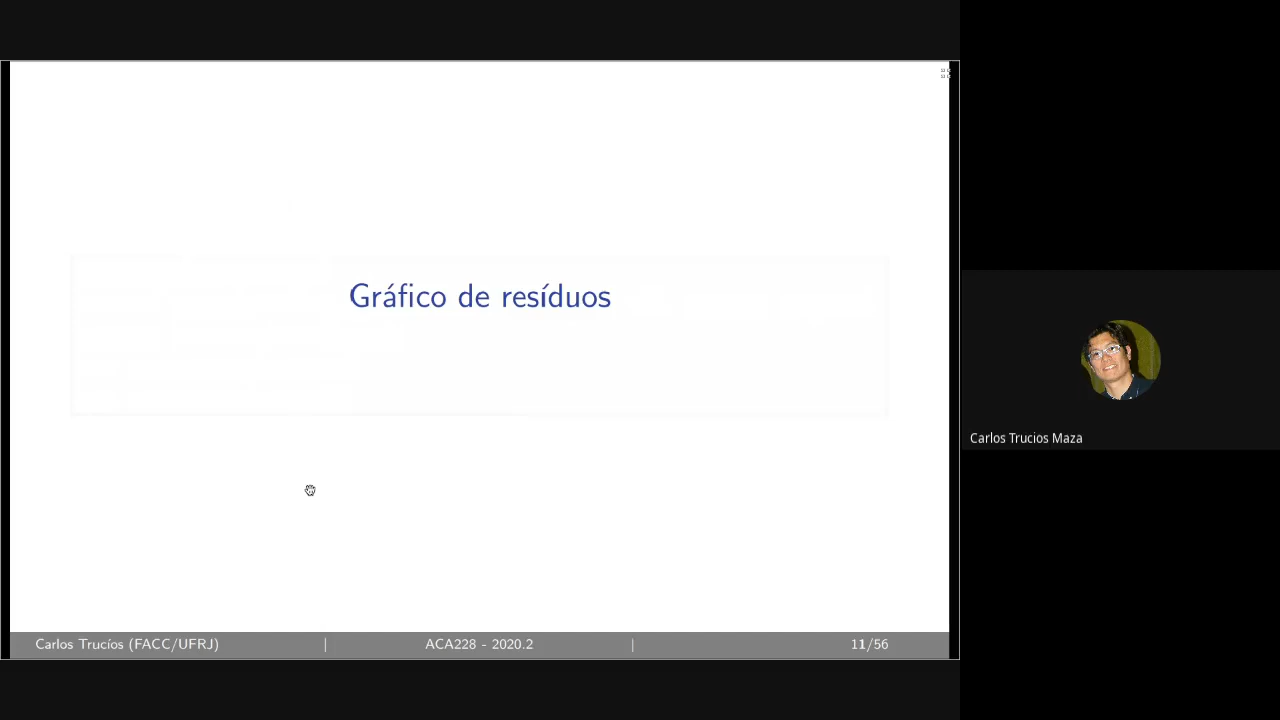 Gráfico de resíduos
Carlos Trucíos (FACC/UFRJ) | ACA228 - 2020.2 | 11/56
Carlos Trucios Maza